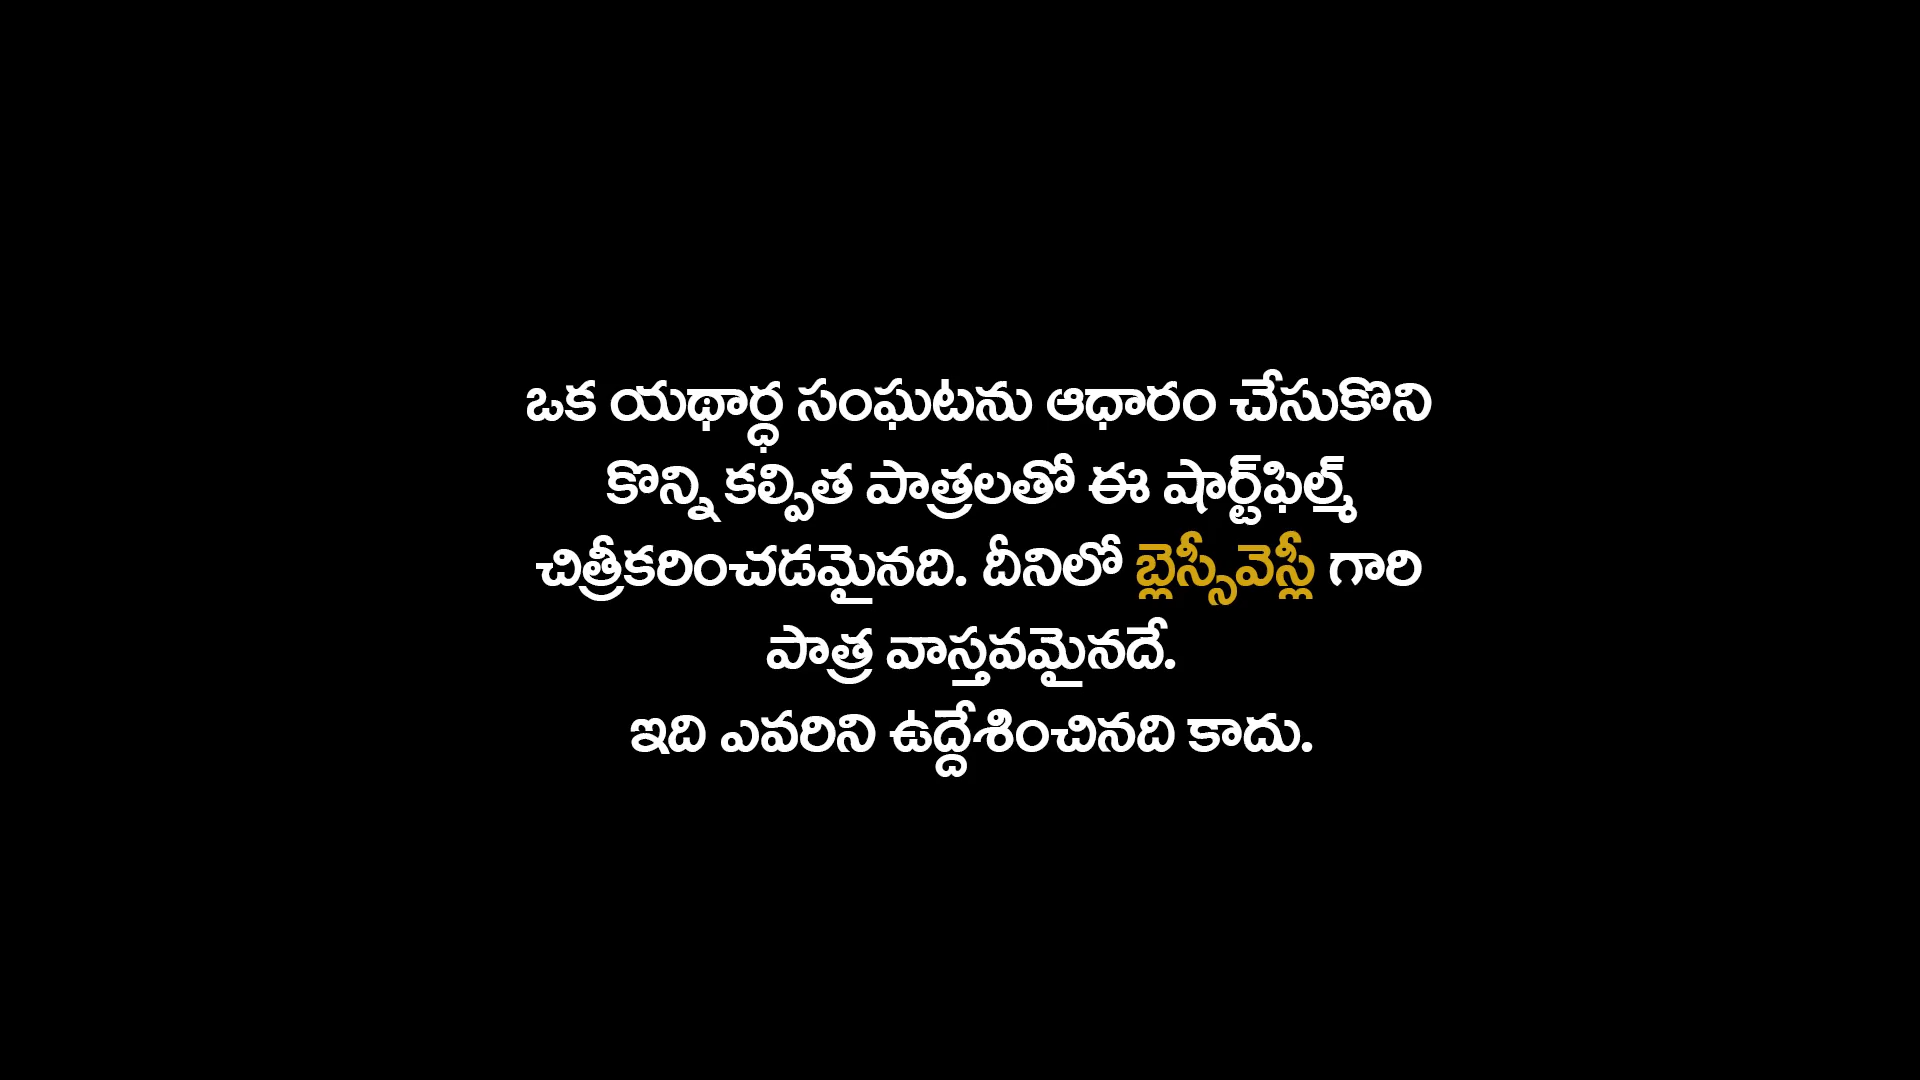 ఒక యథార్ధ సంఘటను ఆధారం చేసుకొని
కొన్ని కల్పిత పాత్రలతో ఈ షార్ట్‌ఫిల్మ్
చిత్రీకరించడమైనది. దీనిలో బ్లెస్సీవెస్లీ గారి
పాత్ర వాస్తవమైనదే.
ఇది ఎవరిని ఉద్దేశించినది కాదు.